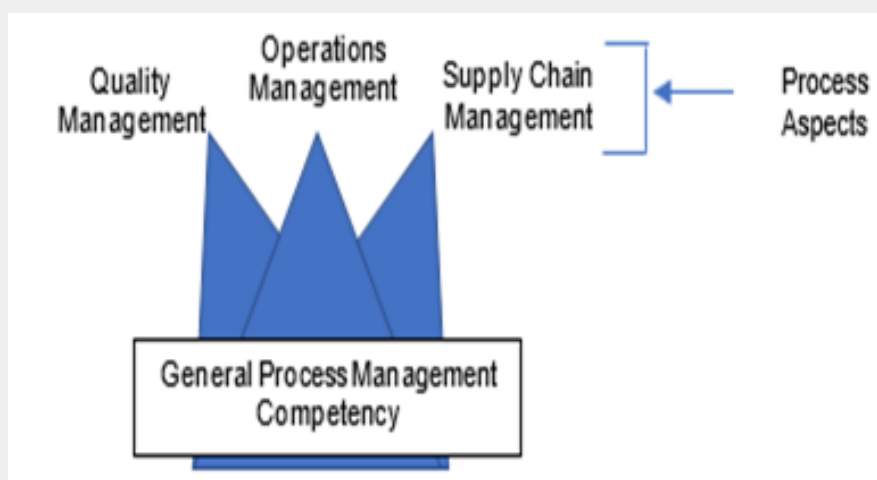 Quality
Management
Operations
Management
Supply Chain
Management
Process
Aspects
General Process Management
Competency